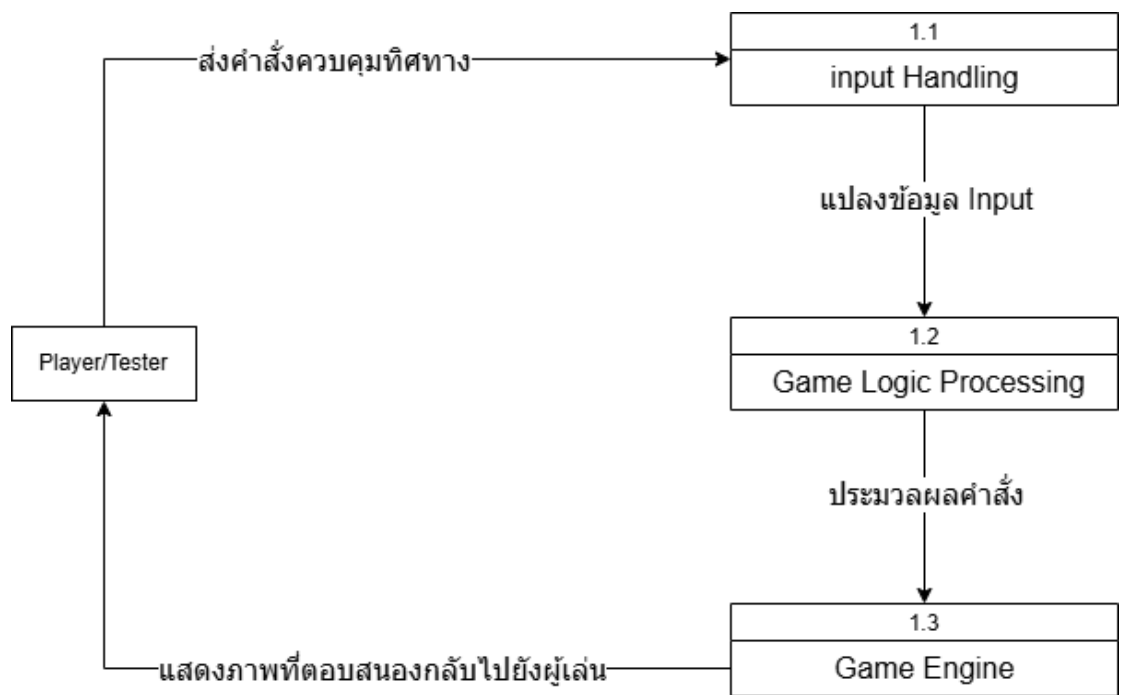 1.1
ส่งคำสั่งควบคุมทิศทาง
input Handling
แปลงข้อมูล Input
1.2
Player/Tester
Game Logic Processing
ประมวลผลคำสั่ง
1.3
แสดงภาพที่ตอบสนองกลับไปยังผู้เล่น
Game Engine